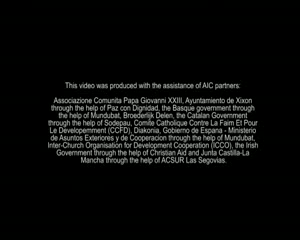 This video was produced with the assistance of AIC partners:
Associazione Comunita Papa Giovanni XXIII, Ayuntamiento de Xixon
through the help of Paz con Dignidad, the Basque government through
the help of Mundubat, Broederlijk Delen, the Catalan Government
through the help of Sodepau, Comite Catholique Contre La Faim Et Pour
Le Developemment (CCFD), Diakonia, Gobierno de Espana - Ministerio
de Asuntos Exteriores y de Cooperacion through the help of Mundubat,
Inter-Church Organisation for Development Cooperation (ICCO), the Irish
Government through the help of Christian Aid and Junta Castilla-La
Mancha through the help of ACSUR Las Segovias.